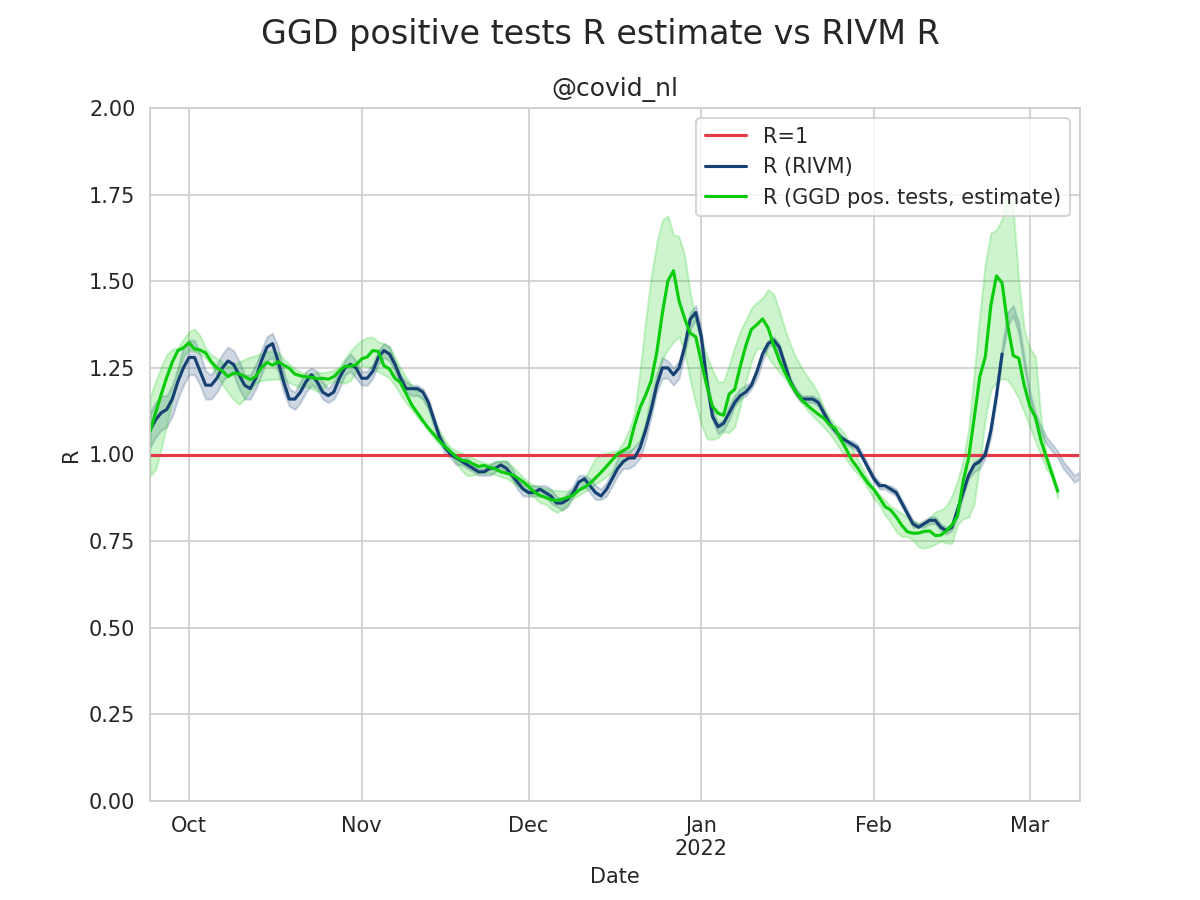 GGD positive tests R estimate vs RIVM R
@covid_nl
R=1
R (RIVM)
R (GGD pos. tests, estimate)
2.00
1.75
1.50
1.25
1.00
0.75
0.50
0.25
0.00
R
Oct Nov Dec Jan Feb Mar
2022
Date